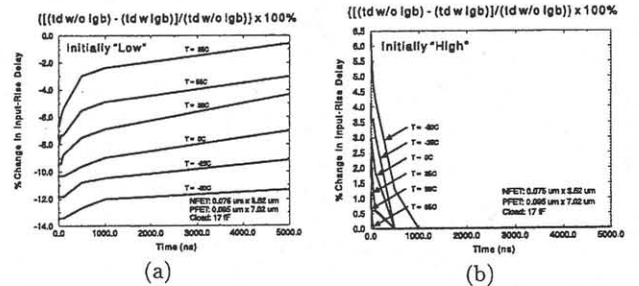 {[(td w/o Igb) - (td w Igb)]/(td w/o Igb)} x 100%
Initially "Low"
% Change in Input-Rise Delay
0.0
-2.0
-4.0
-6.0
-8.0
-10.0
-12.0
-14.0
T = 85C
T = 55C
T = 0C
T = -25C
NFET: 0.075 um x 3.52 um
PFET: 0.095 um x 7.02 um
Cload: 17 fF
0.0 1000.0 2000.0 3000.0 4000.0 5000.0
Time (ns)
(a)
{[(td w/o Igb) - (td w Igb)]/(td w/o Igb)} x 100%
Initially "High"
% Change in Input-Rise Delay
6.5
6.0
5.5
5.0
4.5
4.0
3.5
3.0
2.5
2.0
1.5
1.0
0.5
0.0
T = 0C
T = 85C
NFET: 0.075 um x 3.52 um
PFET: 0.095 um x 7.02 um
Cload: 17 fF
0.0 1000.0 2000.0 3000.0 4000.0 5000.0
Time (ns)
(b)